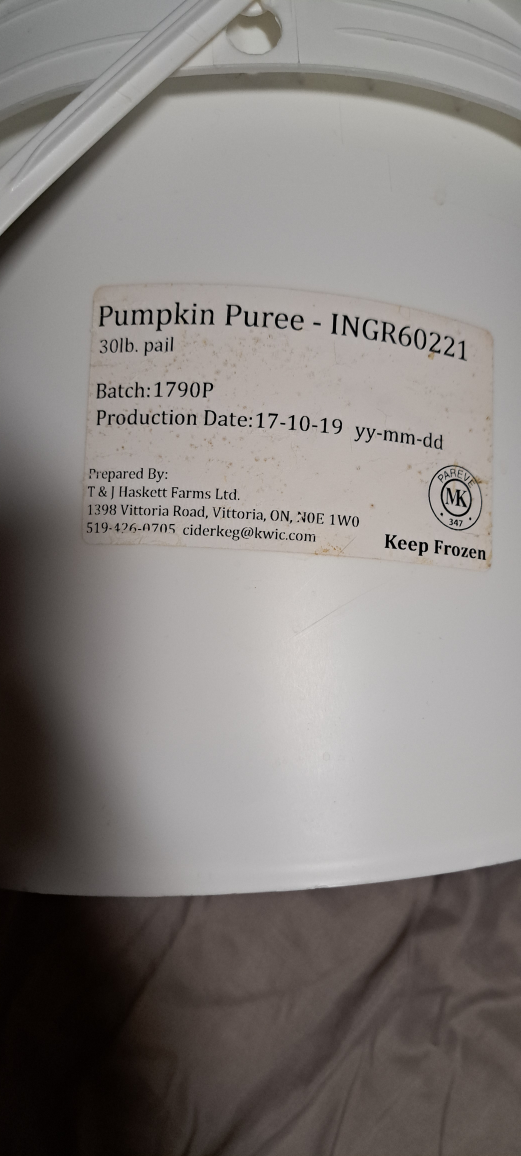 Pumpkin Puree - INGR60221
30lb. pail
Batch:1790P
Production Date:17-10-19 yy-mm-dd
Prepared By:
T & J Haskett Farms Ltd.
1398 Vittoria Road, Vittoria, ON, N0E 1W0
519-426-0705 ciderkeg@kwic.com
PAREVE
MK
347
Keep Frozen